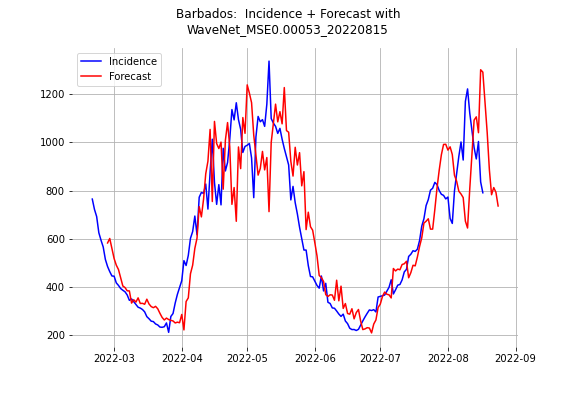 Barbados:  Incidence + Forecast with
WaveNet_MSE0.00053_20220815
Incidence
Forecast
1200
1000
800
600
400
200
2022-03 2022-04 2022-05 2022-06 2022-07 2022-08 2022-09